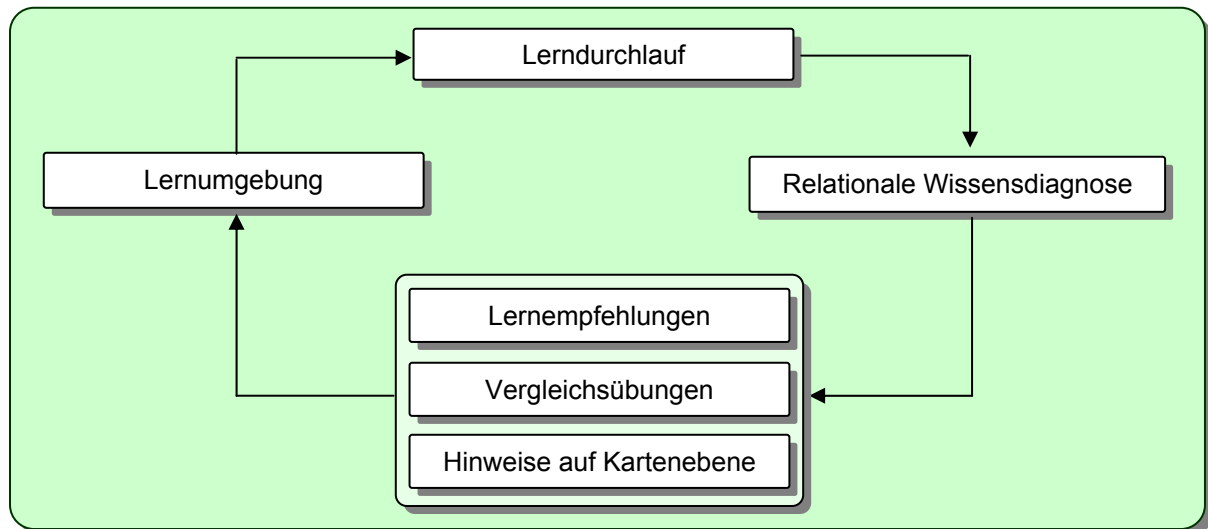 Lerndurchlauf
Lernumgebung
Relationale Wissensdiagnose
Lernempfehlungen
Vergleichsübungen
Hinweise auf Kartenebene